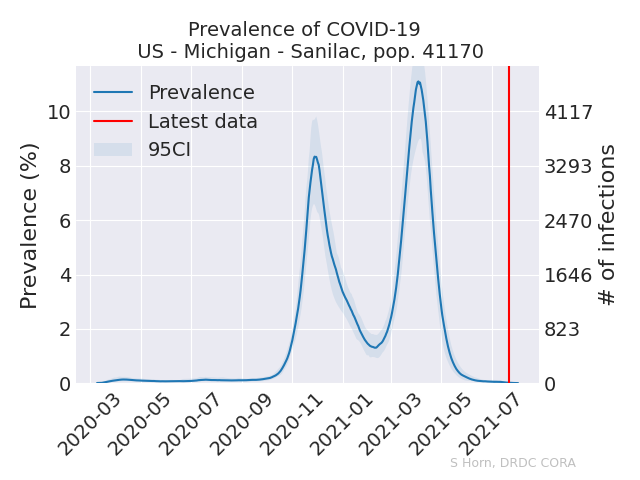 Prevalence of COVID-19
US - Michigan - Sanilac, pop. 41170
Prevalence
Latest data
95CI
Prevalence (%)
10
8
6
4
2
0
4117
3293
2470
1646
823
0
# of infections
2020-03
2020-05
2020-07
2020-09
2020-11
2021-01
2021-03
2021-05
2021-07
S Horn, DRDC CORA